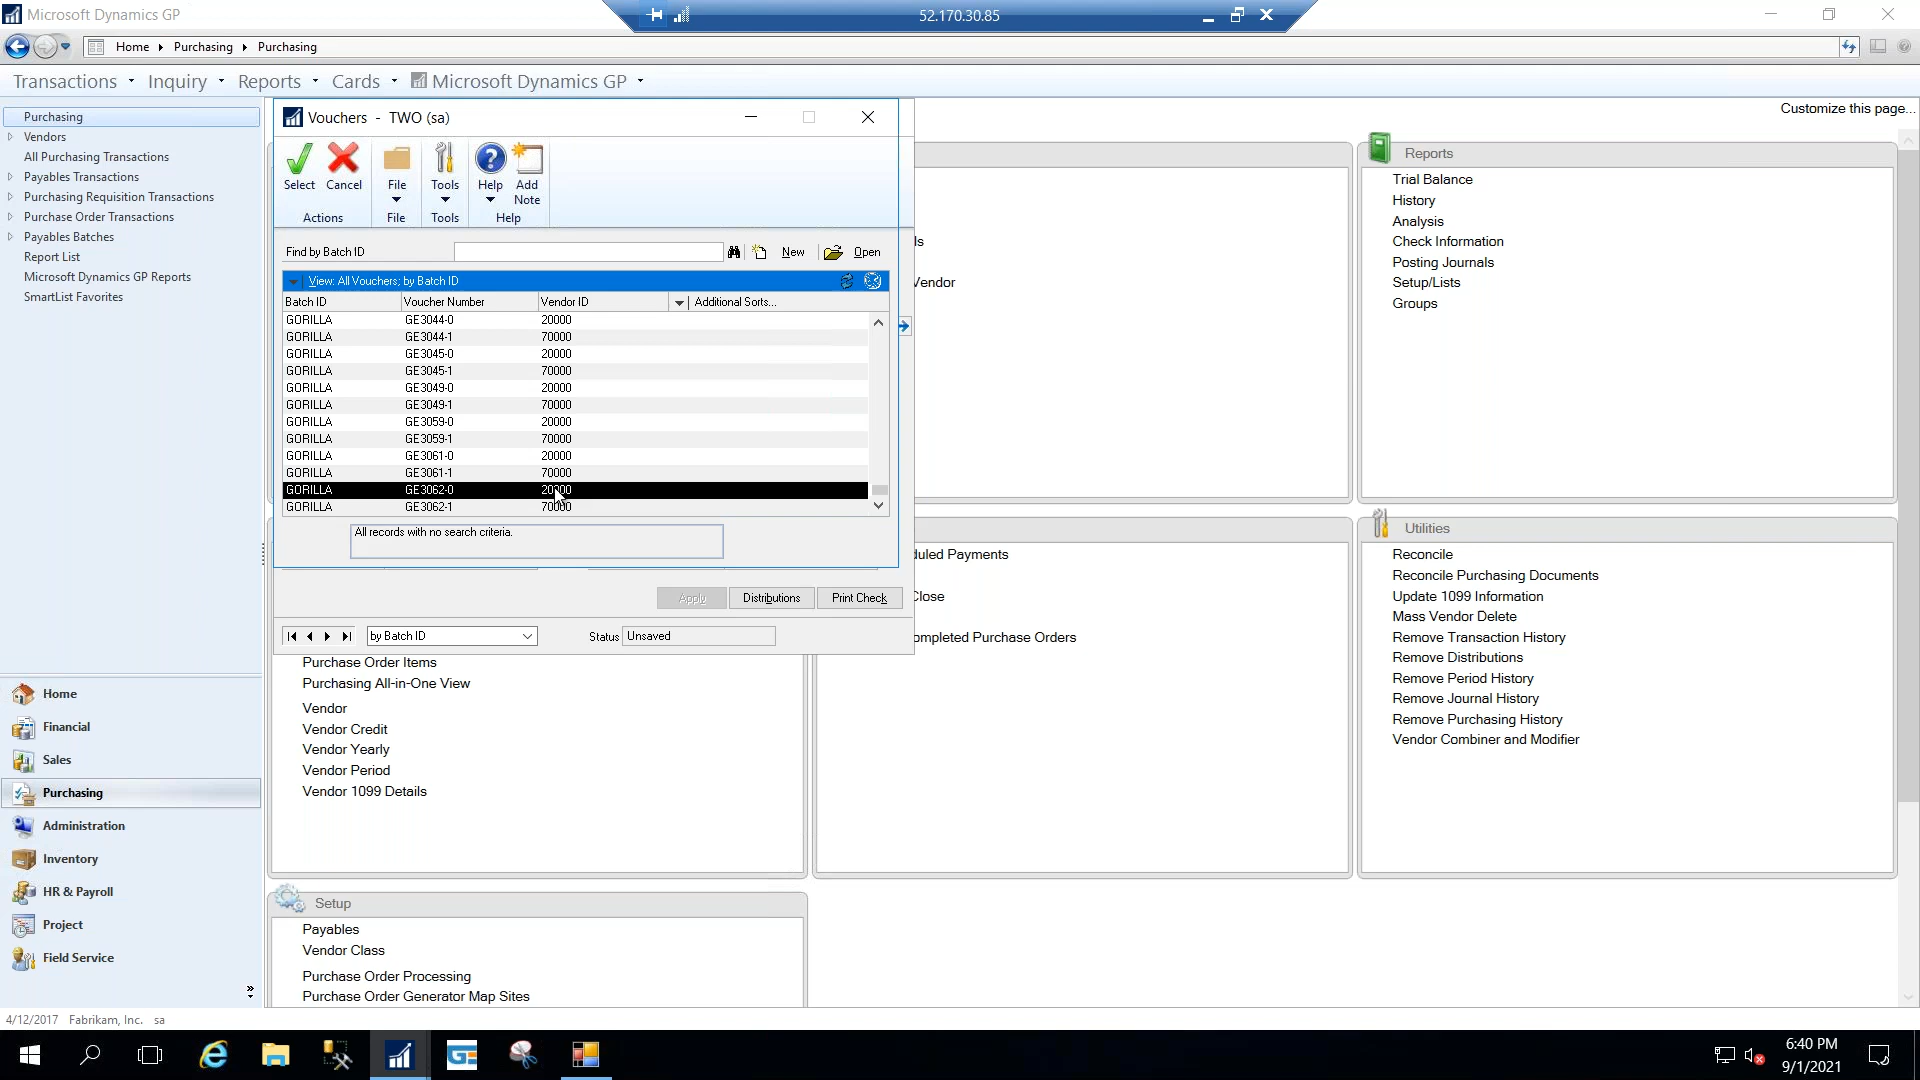 Microsoft Dynamics GP
52.170.30.85
Home Purchasing Purchasing
Transactions Inquiry Reports Cards Microsoft Dynamics GP
Customize this page...
Purchasing
Vendors
All Purchasing Transactions
Payables Transactions
Purchasing Requisition Transactions
Purchase Order Transactions
Payables Batches
Report List
Microsoft Dynamics GP Reports
SmartList Favorites
Home
Financial
Sales
Purchasing
Administration
Inventory
HR & Payroll
Project
Field Service
Vouchers - TWO (sa)
Select Cancel File Tools Help Add Note
Actions File Tools Help
Find by Batch ID New Open
View: All Vouchers; by Batch ID
Batch ID Voucher Number Vendor ID Additional Sorts...
GORILLA GE3044-0 20000
GORILLA GE3044-1 70000
GORILLA GE3045-0 20000
GORILLA GE3045-1 70000
GORILLA GE3049-0 20000
GORILLA GE3049-1 70000
GORILLA GE3059-0 20000
GORILLA GE3059-1 70000
GORILLA GE3061-0 20000
GORILLA GE3061-1 70000
GORILLA GE3062-0 20000
GORILLA GE3062-1 70000
All records with no search criteria.
Apply Distributions Print Check
by Batch ID Status Unsaved
Purchase Order Items
Purchasing All-in-One View
Vendor
Vendor Credit
Vendor Yearly
Vendor Period
Vendor 1099 Details
Setup
Payables
Vendor Class
Purchase Order Processing
Purchase Order Generator Map Sites
ls
Vendor
duled Payments
Close
ompleted Purchase Orders
Reports
Trial Balance
History
Analysis
Check Information
Posting Journals
Setup/Lists
Groups
Utilities
Reconcile
Reconcile Purchasing Documents
Update 1099 Information
Mass Vendor Delete
Remove Transaction History
Remove Distributions
Remove Period History
Remove Journal History
Remove Purchasing History
Vendor Combiner and Modifier
4/12/2017 Fabrikam, Inc. sa
6:40 PM
9/1/2021